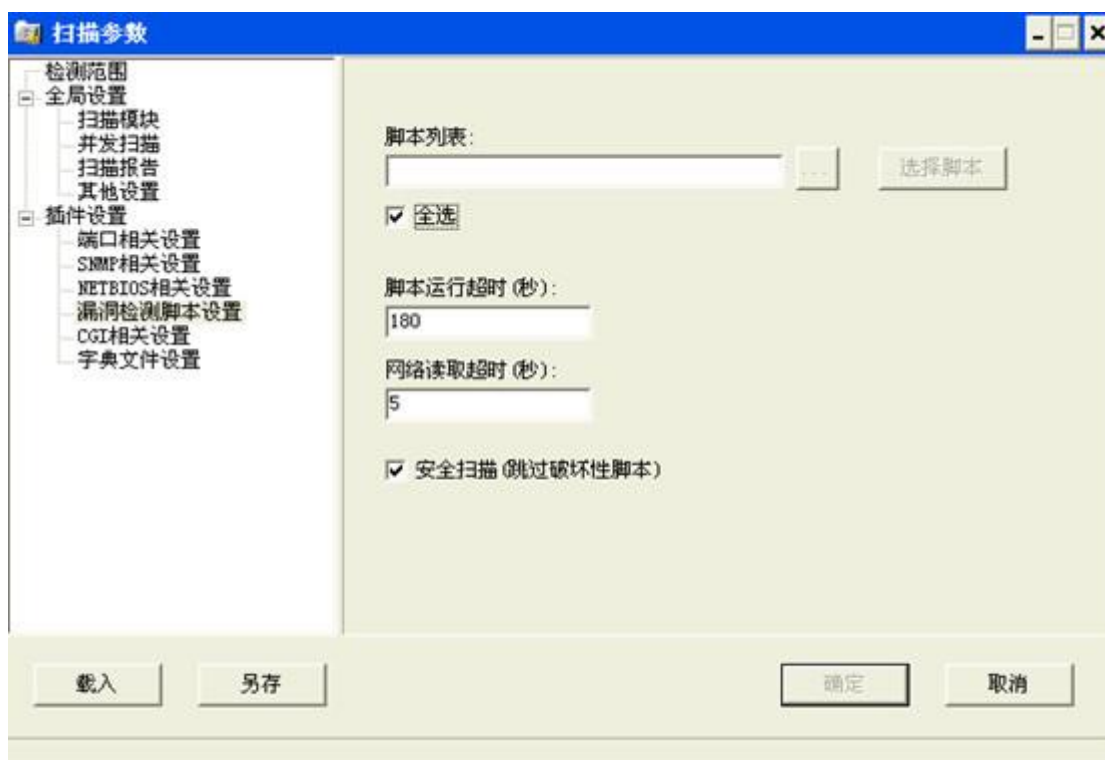 扫描参数
检测范围
全局设置
扫描模块
并发扫描
扫描报告
其他设置
插件设置
端口相关设置
SNMP相关设置
NETBIOS相关设置
漏洞检测脚本设置
CGI相关设置
字典文件设置
脚本列表:
...
选择脚本
全选
脚本运行超时(秒):
180
网络读取超时(秒):
5
安全扫描(跳过破坏性脚本)
载入
另存
确定
取消